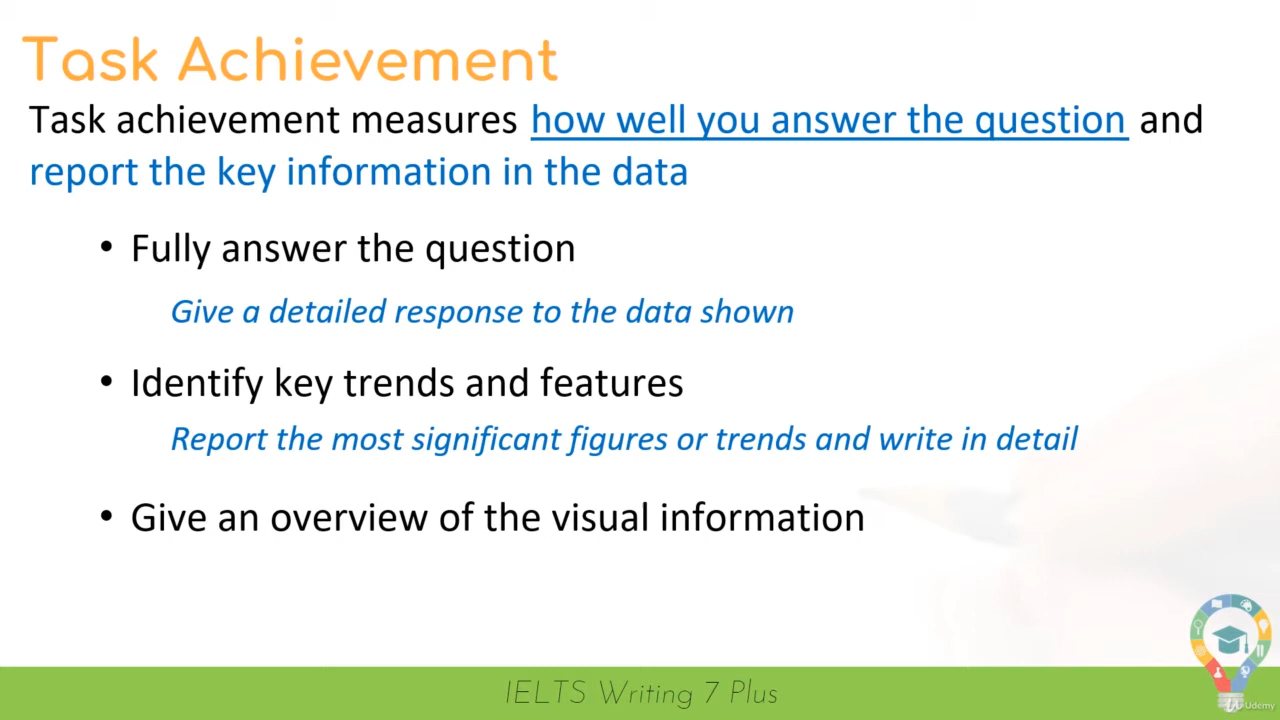 Task Achievement
Task achievement measures how well you answer the question and
report the key information in the data
• Fully answer the question
Give a detailed response to the data shown
• Identify key trends and features
Report the most significant figures or trends and write in detail
• Give an overview of the visual information
IELTS Writing 7 Plus
Udemy